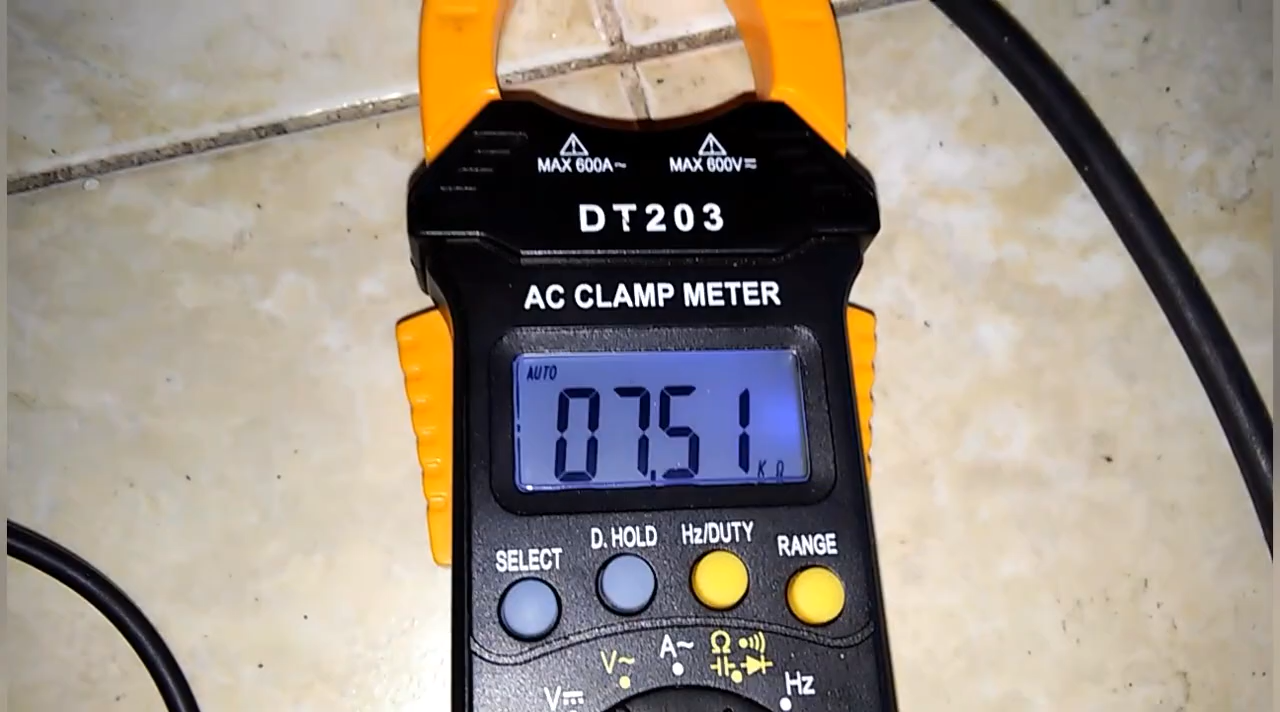 MAX 600A~ MAX 600V⎓
DT203
AC CLAMP METER
AUTO
07.51 KΩ
SELECT D. HOLD Hz/DUTY RANGE
V⎓ V~ A~ Ω Hz